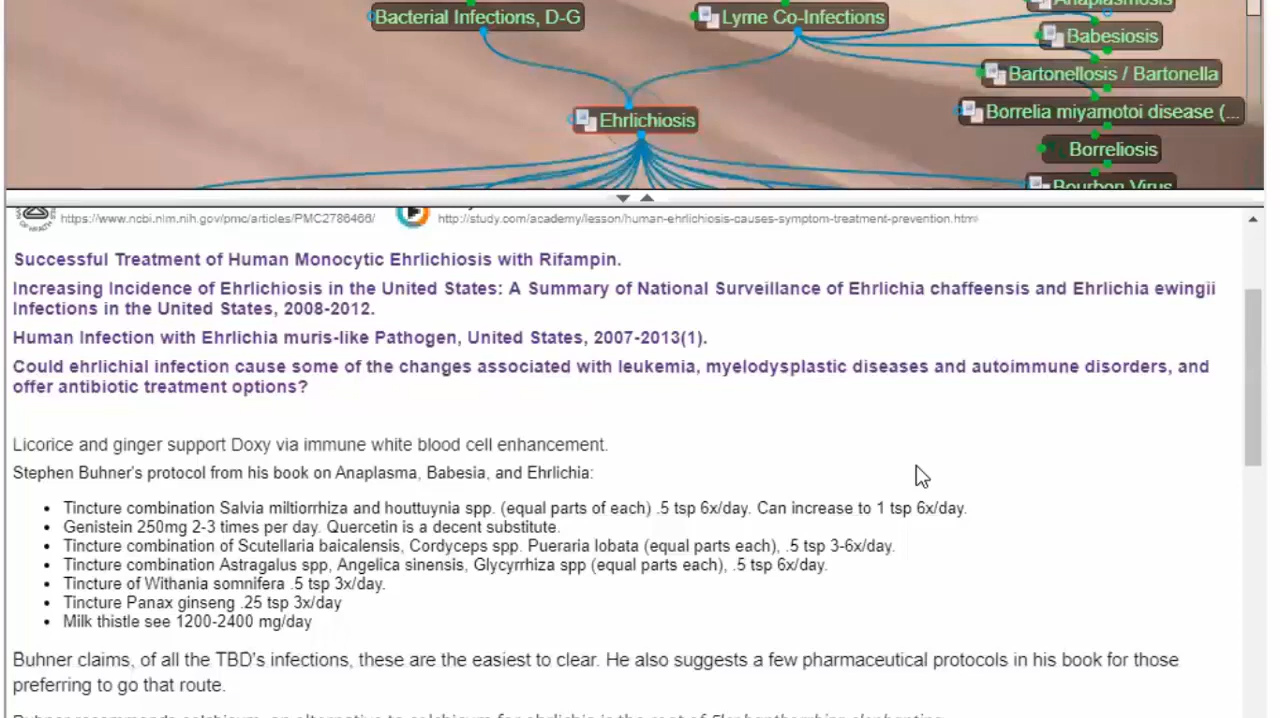 Bacterial Infections, D-G
Lyme Co-Infections
Anaplasmosis
Babesiosis
Bartonellosis / Bartonella
Ehrlichiosis
Borrelia miyamotoi disease (...
Borreliosis
Bourbon Virus
https://www.ncbi.nlm.nih.gov/pmc/articles/PMC2786466/
http://study.com/academy/lesson/human-ehrlichiosis-causes-symptom-treatment-prevention.html
Successful Treatment of Human Monocytic Ehrlichiosis with Rifampin.
Increasing Incidence of Ehrlichiosis in the United States: A Summary of National Surveillance of Ehrlichia chaffeensis and Ehrlichia ewingii
Infections in the United States, 2008-2012.
Human Infection with Ehrlichia muris-like Pathogen, United States, 2007-2013(1).
Could ehrlichial infection cause some of the changes associated with leukemia, myelodysplastic diseases and autoimmune disorders, and
offer antibiotic treatment options?
Licorice and ginger support Doxy via immune white blood cell enhancement.
Stephen Buhner's protocol from his book on Anaplasma, Babesia, and Ehrlichia:
• Tincture combination Salvia miltiorrhiza and houttuynia spp. (equal parts of each) .5 tsp 6x/day. Can increase to 1 tsp 6x/day.
• Genistein 250mg 2-3 times per day. Quercetin is a decent substitute.
• Tincture combination of Scutellaria baicalensis, Cordyceps spp. Pueraria lobata (equal parts each), .5 tsp 3-6x/day.
• Tincture combination Astragalus spp, Angelica sinensis, Glycyrrhiza spp (equal parts each), .5 tsp 6x/day.
• Tincture of Withania somnifera .5 tsp 3x/day.
• Tincture Panax ginseng .25 tsp 3x/day
• Milk thistle see 1200-2400 mg/day
Buhner claims, of all the TBD's infections, these are the easiest to clear. He also suggests a few pharmaceutical protocols in his book for those
preferring to go that route.